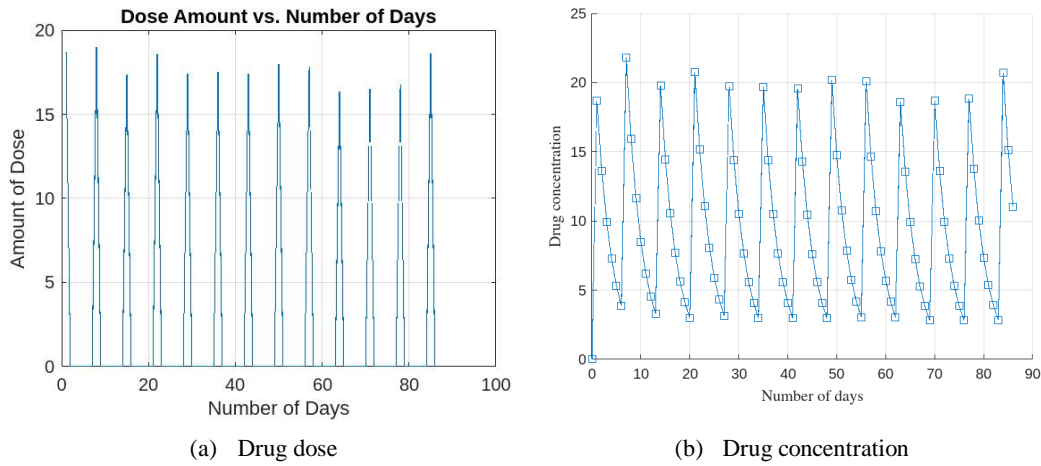 Dose Amount vs. Number of Days
Amount of Dose
20
15
10
5
0
0 20 40 60 80 100
Number of Days
(a) Drug dose
Drug concentration
25
20
15
10
5
0
0 10 20 30 40 50 60 70 80 90
Number of days
(b) Drug concentration